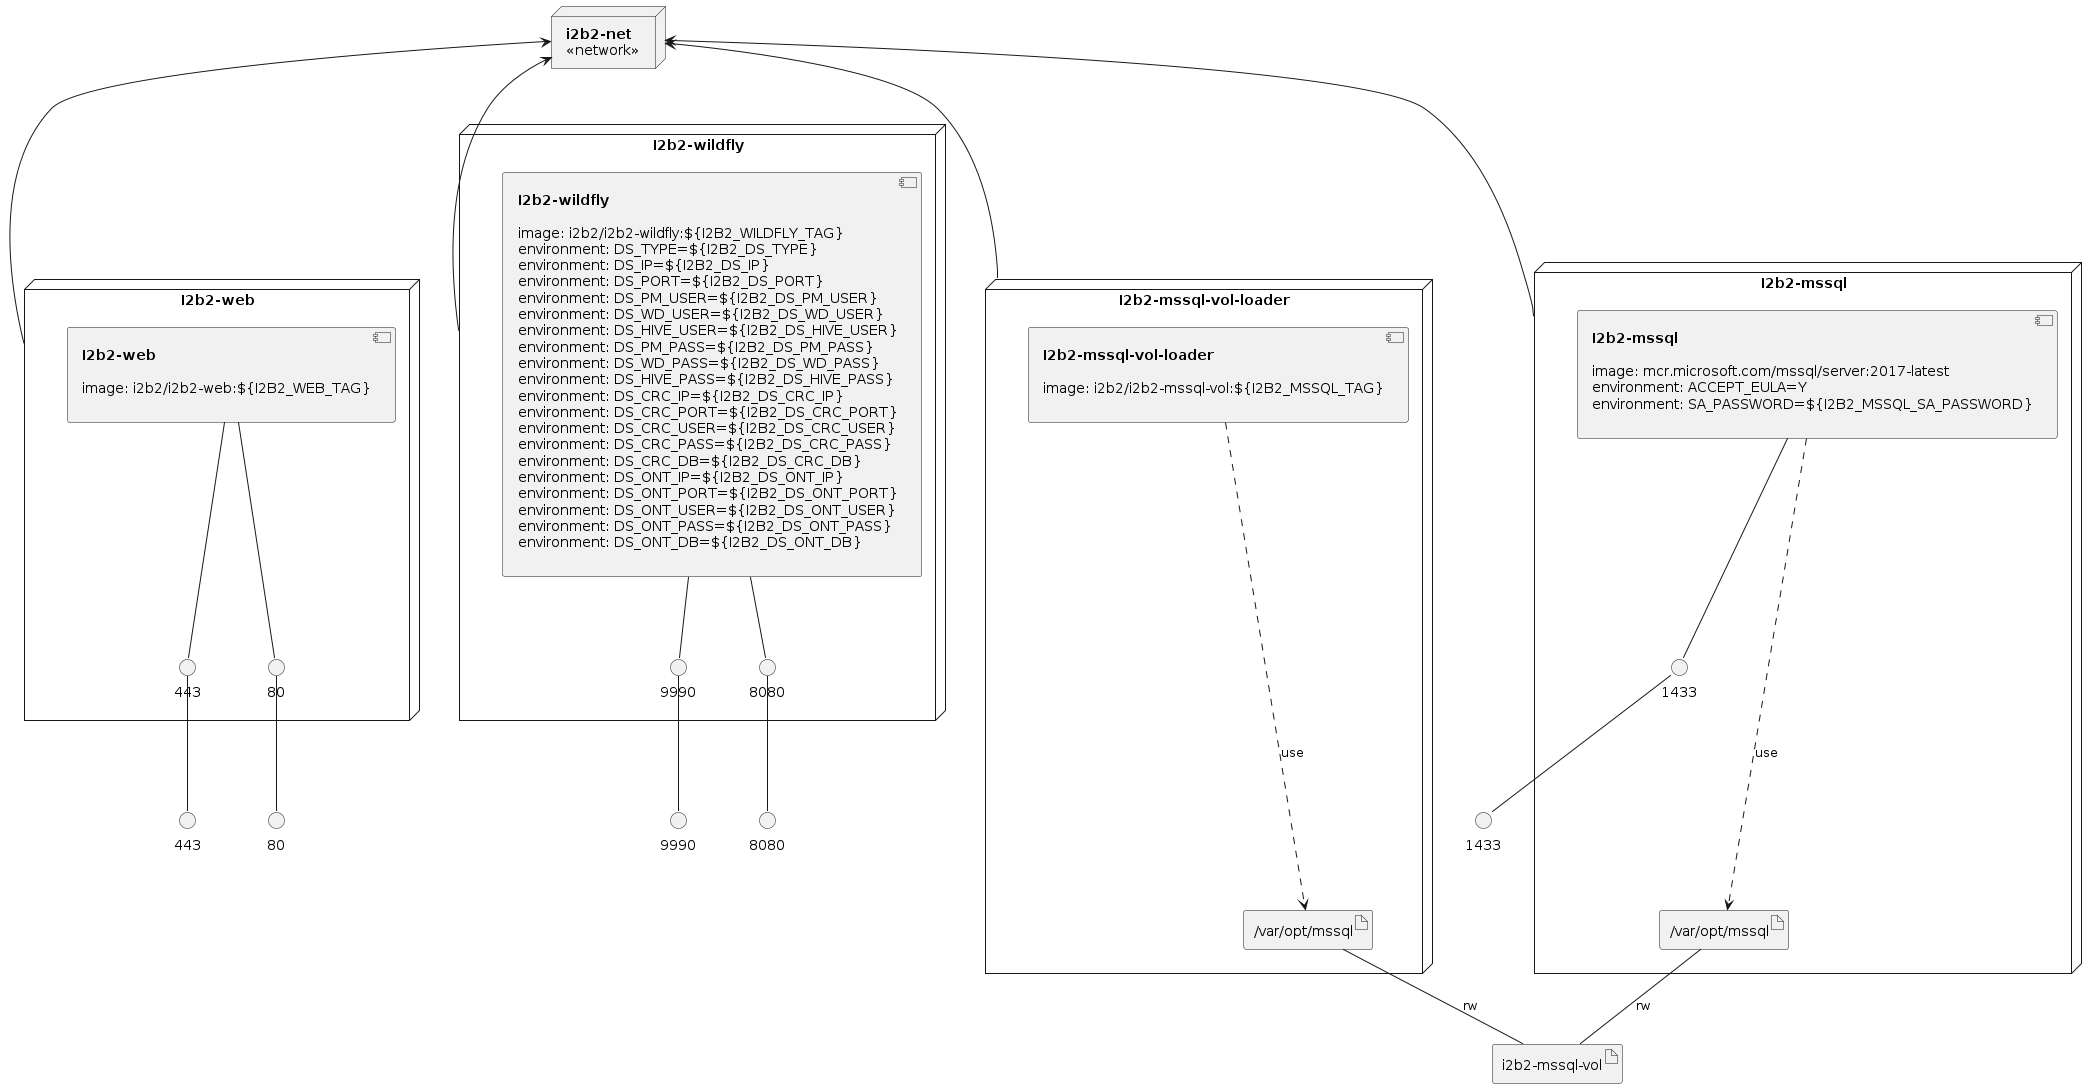 i2b2-net
«network»
I2b2-web
I2b2-web
image: i2b2/i2b2-web:${I2B2_WEB_TAG}
443
80
443
80
I2b2-wildfly
I2b2-wildfly
image: i2b2/i2b2-wildfly:${I2B2_WILDFLY_TAG}
environment: DS_TYPE=${I2B2_DS_TYPE}
environment: DS_IP=${I2B2_DS_IP}
environment: DS_PORT=${I2B2_DS_PORT}
environment: DS_PM_USER=${I2B2_DS_PM_USER}
environment: DS_WD_USER=${I2B2_DS_WD_USER}
environment: DS_HIVE_USER=${I2B2_DS_HIVE_USER}
environment: DS_PM_PASS=${I2B2_DS_PM_PASS}
environment: DS_WD_PASS=${I2B2_DS_WD_PASS}
environment: DS_HIVE_PASS=${I2B2_DS_HIVE_PASS}
environment: DS_CRC_IP=${I2B2_DS_CRC_IP}
environment: DS_CRC_PORT=${I2B2_DS_CRC_PORT}
environment: DS_CRC_USER=${I2B2_DS_CRC_USER}
environment: DS_CRC_PASS=${I2B2_DS_CRC_PASS}
environment: DS_CRC_DB=${I2B2_DS_CRC_DB}
environment: DS_ONT_IP=${I2B2_DS_ONT_IP}
environment: DS_ONT_PORT=${I2B2_DS_ONT_PORT}
environment: DS_ONT_USER=${I2B2_DS_ONT_USER}
environment: DS_ONT_PASS=${I2B2_DS_ONT_PASS}
environment: DS_ONT_DB=${I2B2_DS_ONT_DB}
9990
8080
9990
8080
I2b2-mssql-vol-loader
I2b2-mssql-vol-loader
image: i2b2/i2b2-mssql-vol:${I2B2_MSSQL_TAG}
use
/var/opt/mssql
rw
I2b2-mssql
I2b2-mssql
image: mcr.microsoft.com/mssql/server:2017-latest
environment: ACCEPT_EULA=Y
environment: SA_PASSWORD=${I2B2_MSSQL_SA_PASSWORD}
1433
use
1433
/var/opt/mssql
rw
i2b2-mssql-vol